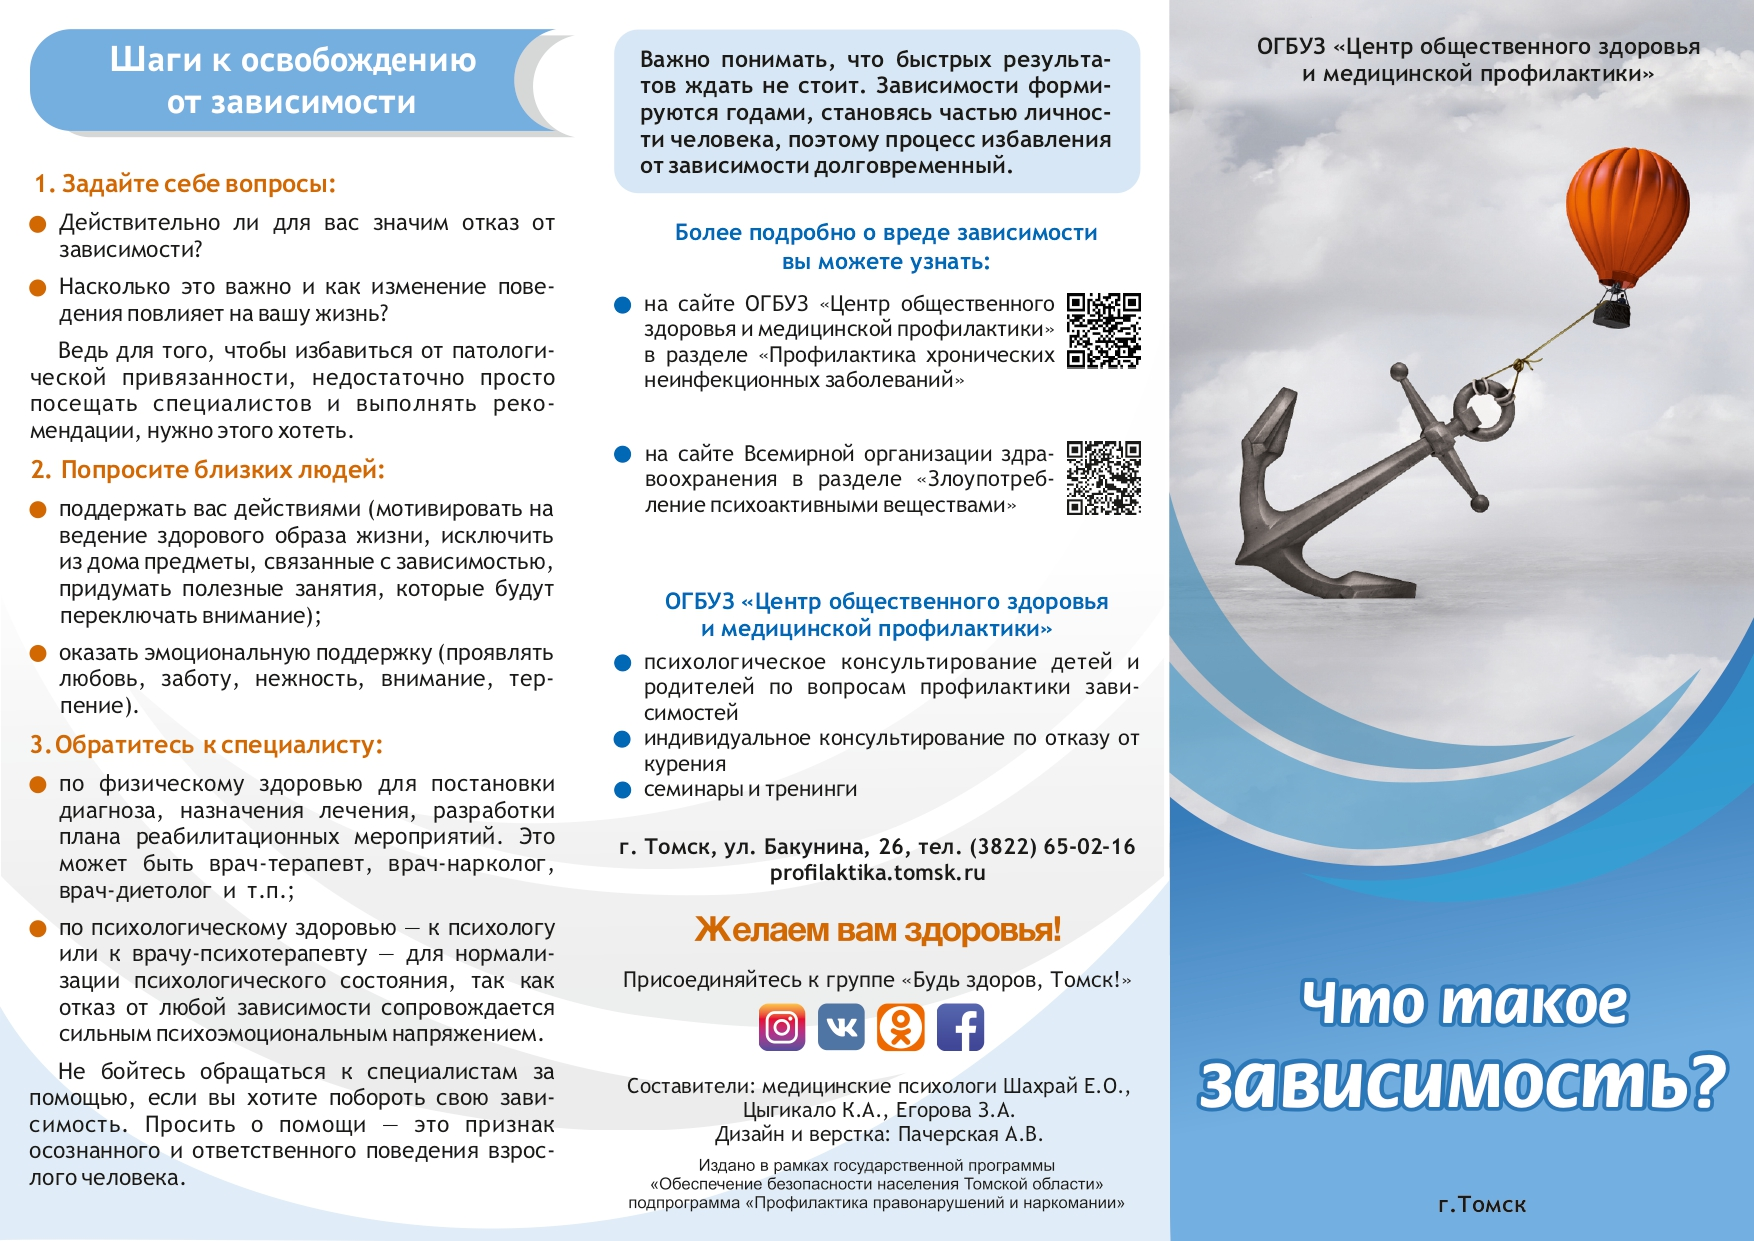 Шаги к освобождению
от зависимости
1. Задайте себе вопросы:
Действительно ли для вас значим отказ от
зависимости?
Насколько это важно и как изменение пове-
дения повлияет на вашу жизнь?
Ведь для того, чтобы избавиться от патологи-
ческой привязанности, недостаточно просто
посещать специалистов и выполнять реко-
мендации, нужно этого хотеть.
2. Попросите близких людей:
поддержать вас действиями (мотивировать на
ведение здорового образа жизни, исключить
из дома предметы, связанные с зависимостью,
придумать полезные занятия, которые будут
переключать внимание);
оказать эмоциональную поддержку (проявлять
любовь, заботу, нежность, внимание, тер-
пение).
3. Обратитесь к специалисту:
по физическому здоровью для постановки
диагноза, назначения лечения, разработки
плана реабилитационных мероприятий. Это
может быть врач-терапевт, врач-нарколог,
врач-диетолог и т.п.;
по психологическому здоровью — к психологу
или к врачу-психотерапевту — для нормали-
зации психологического состояния, так как
отказ от любой зависимости сопровождается
сильным психоэмоциональным напряжением.
Не бойтесь обращаться к специалистам за
помощью, если вы хотите побороть свою зави-
симость. Просить о помощи — это признак
осознанного и ответственного поведения взрос-
лого человека.
Важно понимать, что быстрых результа-
тов ждать не стоит. Зависимости форми-
руются годами, становясь частью личнос-
ти человека, поэтому процесс избавления
от зависимости долговременный.
Более подробно о вреде зависимости
вы можете узнать:
на сайте ОГБУЗ «Центр общественного
здоровья и медицинской профилактики»
в разделе «Профилактика хронических
неинфекционных заболеваний»
на сайте Всемирной организации здра-
воохранения в разделе «Злоупотреб-
ление психоактивными веществами»
ОГБУЗ «Центр общественного здоровья
и медицинской профилактики»
психологическое консультирование детей и
родителей по вопросам профилактики зави-
симостей
индивидуальное консультирование по отказу от
курения
семинары и тренинги
г. Томск, ул. Бакунина, 26, тел. (3822) 65-02-16
profilaktika.tomsk.ru
Желаем вам здоровья!
Присоединяйтесь к группе «Будь здоров, Томск!»
Составители: медицинские психологи Шахрай Е.О.,
Цыгикало К.А., Егорова З.А.
Дизайн и верстка: Пачерская А.В.
Издано в рамках государственной программы
«Обеспечение безопасности населения Томской области»
подпрограмма «Профилактика правонарушений и наркомании»
ОГБУЗ «Центр общественного здоровья
и медицинской профилактики»
Что такое
зависимость?
г.Томск